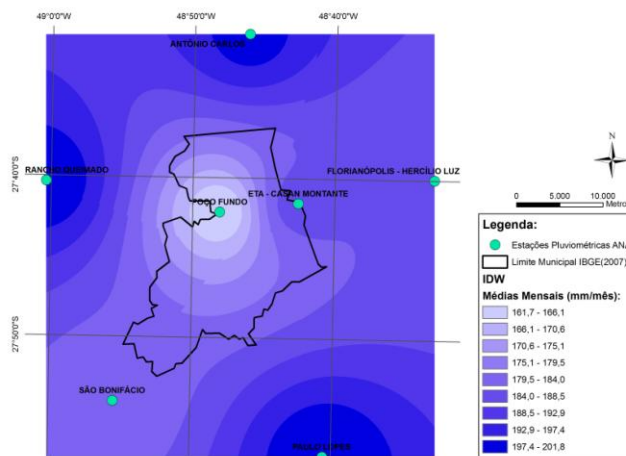 49°0'0"W 48°50'0"W 48°40'0"W
ANTÔNIO CARLOS
27°40'0"S
RANCHO QUEIMADO
FLORIANÓPOLIS - HERCÍLIO LUZ
ETA - CASAN MONTANTE
POÇO FUNDO
27°50'0"S
SÃO BONIFÁCIO
PAULO LOPES
N
0 5.000 10.000
Metro
Legenda:
Estações Pluviométricas ANA
Limite Municipal IBGE(2007)
IDW
Médias Mensais (mm/mês):
161,7 - 166,1
166,1 - 170,6
170,6 - 175,1
175,1 - 179,5
179,5 - 184,0
184,0 - 188,5
188,5 - 192,9
192,9 - 197,4
197,4 - 201,8